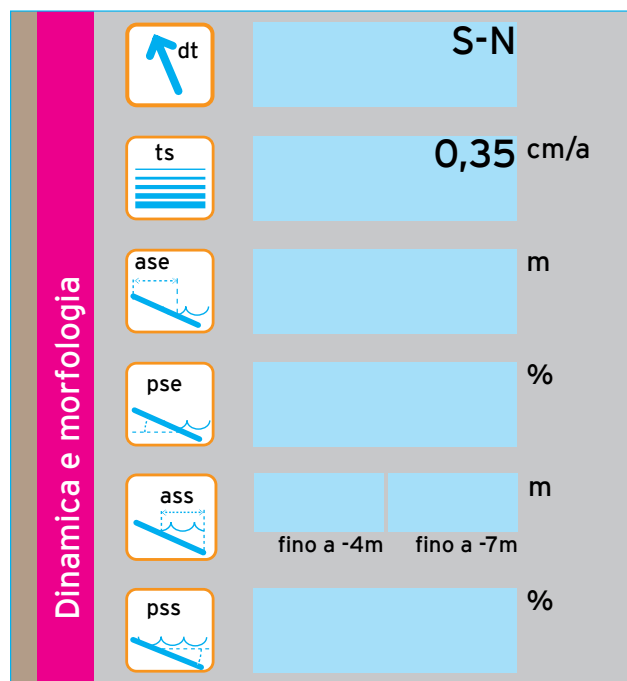 Dinamica e morfologia
dt
S-N
ts
0,35 cm/a
ase
m
pse
%
ass
m
fino a -4m fino a -7m
pss
%